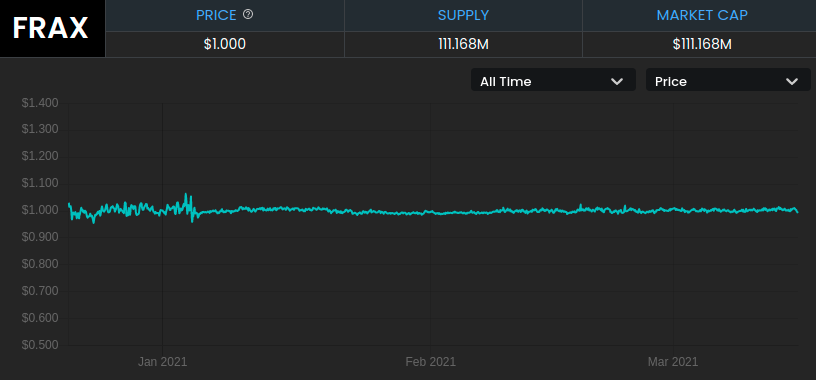 FRAX
PRICE ?
SUPPLY
MARKET CAP
$1.000
111.168M
$111.168M
All Time
Price
$1.400
$1.300
$1.200
$1.100
$1.000
$0.900
$0.800
$0.700
$0.600
$0.500
Jan 2021
Feb 2021
Mar 2021